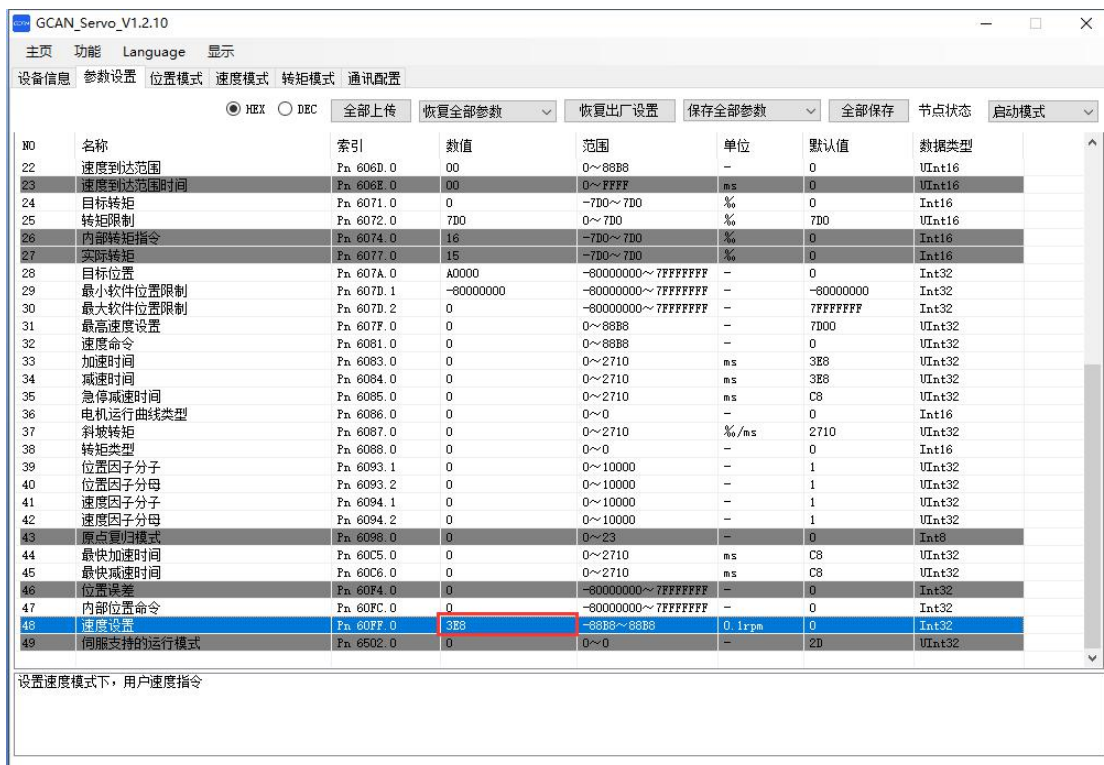 GCAN_Servo_V1.2.10
主页 功能 Language 显示
设备信息 参数设置 位置模式 速度模式 转矩模式 通讯配置
HEX DEC 全部上传 恢复全部参数 恢复出厂设置 保存全部参数 全部保存 节点状态 启动模式
NO 名称 索引 数值 范围 单位 默认值 数据类型
22 速度到达范围 Pn 606D.0 00 0~88B8 - 0 UInt16
23 速度到达范围时间 Pn 606E.0 00 0~FFFF ms 0 UInt16
24 目标转矩 Pn 6071.0 0 -7D0~7D0 ‰ 0 Int16
25 转矩限制 Pn 6072.0 7D0 0~7D0 ‰ 7D0 UInt16
26 内部转矩指令 Pn 6074.0 16 -7D0~7D0 ‰ 0 Int16
27 实际转矩 Pn 6077.0 15 -7D0~7D0 ‰ 0 Int16
28 目标位置 Pn 607A.0 A0000 -80000000~7FFFFFFF - 0 Int32
29 最小软件位置限制 Pn 607D.1 -80000000 -80000000~7FFFFFFF - -80000000 Int32
30 最大软件位置限制 Pn 607D.2 0 -80000000~7FFFFFFF - 7FFFFFFF Int32
31 最高速度设置 Pn 607F.0 0 0~88B8 - 7D00 UInt32
32 速度命令 Pn 6081.0 0 0~88B8 - 0 UInt32
33 加速时间 Pn 6083.0 0 0~2710 ms 3E8 UInt32
34 减速时间 Pn 6084.0 0 0~2710 ms 3E8 UInt32
35 急停减速时间 Pn 6085.0 0 0~2710 ms C8 UInt32
36 电机运行曲线类型 Pn 6086.0 0 0~0 - 0 Int16
37 斜坡转矩 Pn 6087.0 0 0~2710 ‰/ms 2710 UInt32
38 转矩类型 Pn 6088.0 0 0~0 - 0 Int16
39 位置因子分子 Pn 6093.1 0 0~10000 - 1 UInt32
40 位置因子分母 Pn 6093.2 0 0~10000 - 1 UInt32
41 速度因子分子 Pn 6094.1 0 0~10000 - 1 UInt32
42 速度因子分母 Pn 6094.2 0 0~10000 - 1 UInt32
43 原点复归模式 Pn 6098.0 0 0~23 - 0 Int8
44 最快加速时间 Pn 60C5.0 0 0~2710 ms C8 UInt32
45 最快减速时间 Pn 60C6.0 0 0~2710 ms C8 UInt32
46 位置误差 Pn 60F4.0 0 -80000000~7FFFFFFF - 0 Int32
47 内部位置命令 Pn 60FC.0 0 -80000000~7FFFFFFF - 0 Int32
48 速度设置 Pn 60FF.0 3E8 -88B8~88B8 0.1rpm 0 Int32
49 伺服支持的运行模式 Pn 6502.0 0 0~0 - 2D UInt32
设置速度模式下，用户速度指令